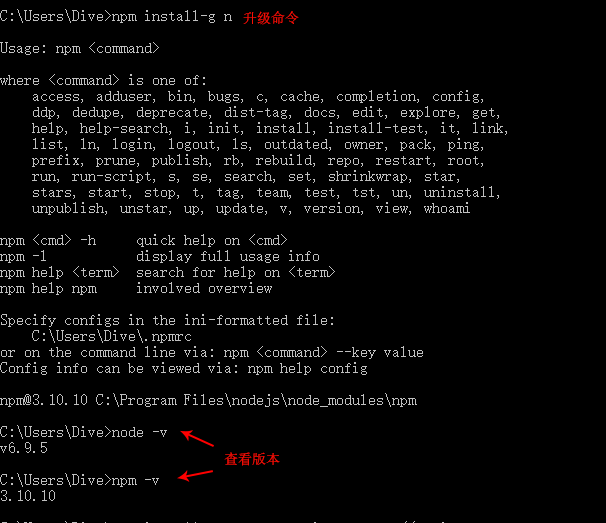 C:\Users\Dive>npm install-g n 升级命令
Usage: npm <command>
where <command> is one of:
access, adduser, bin, bugs, c, cache, completion, config,
ddp, dedupe, deprecate, dist-tag, docs, edit, explore, get,
help, help-search, i, init, install, install-test, it, link,
list, ln, login, logout, ls, outdated, owner, pack, ping,
prefix, prune, publish, rb, rebuild, repo, restart, root,
run, run-script, s, se, search, set, shrinkwrap, star,
stars, start, stop, t, tag, team, test, tst, un, uninstall,
unpublish, unstar, up, update, v, version, view, whoami
npm <cmd> -h quick help on <cmd>
npm -l display full usage info
npm help <term> search for help on <term>
npm help npm involved overview
Specify configs in the ini-formatted file:
C:\Users\Dive\.npmrc
or on the command line via: npm <command> --key value
Config info can be viewed via: npm help config
npm@3.10.10 C:\Program Files\nodejs\node_modules\npm
C:\Users\Dive>node -v
v6.9.5
查看版本
C:\Users\Dive>npm -v
3.10.10